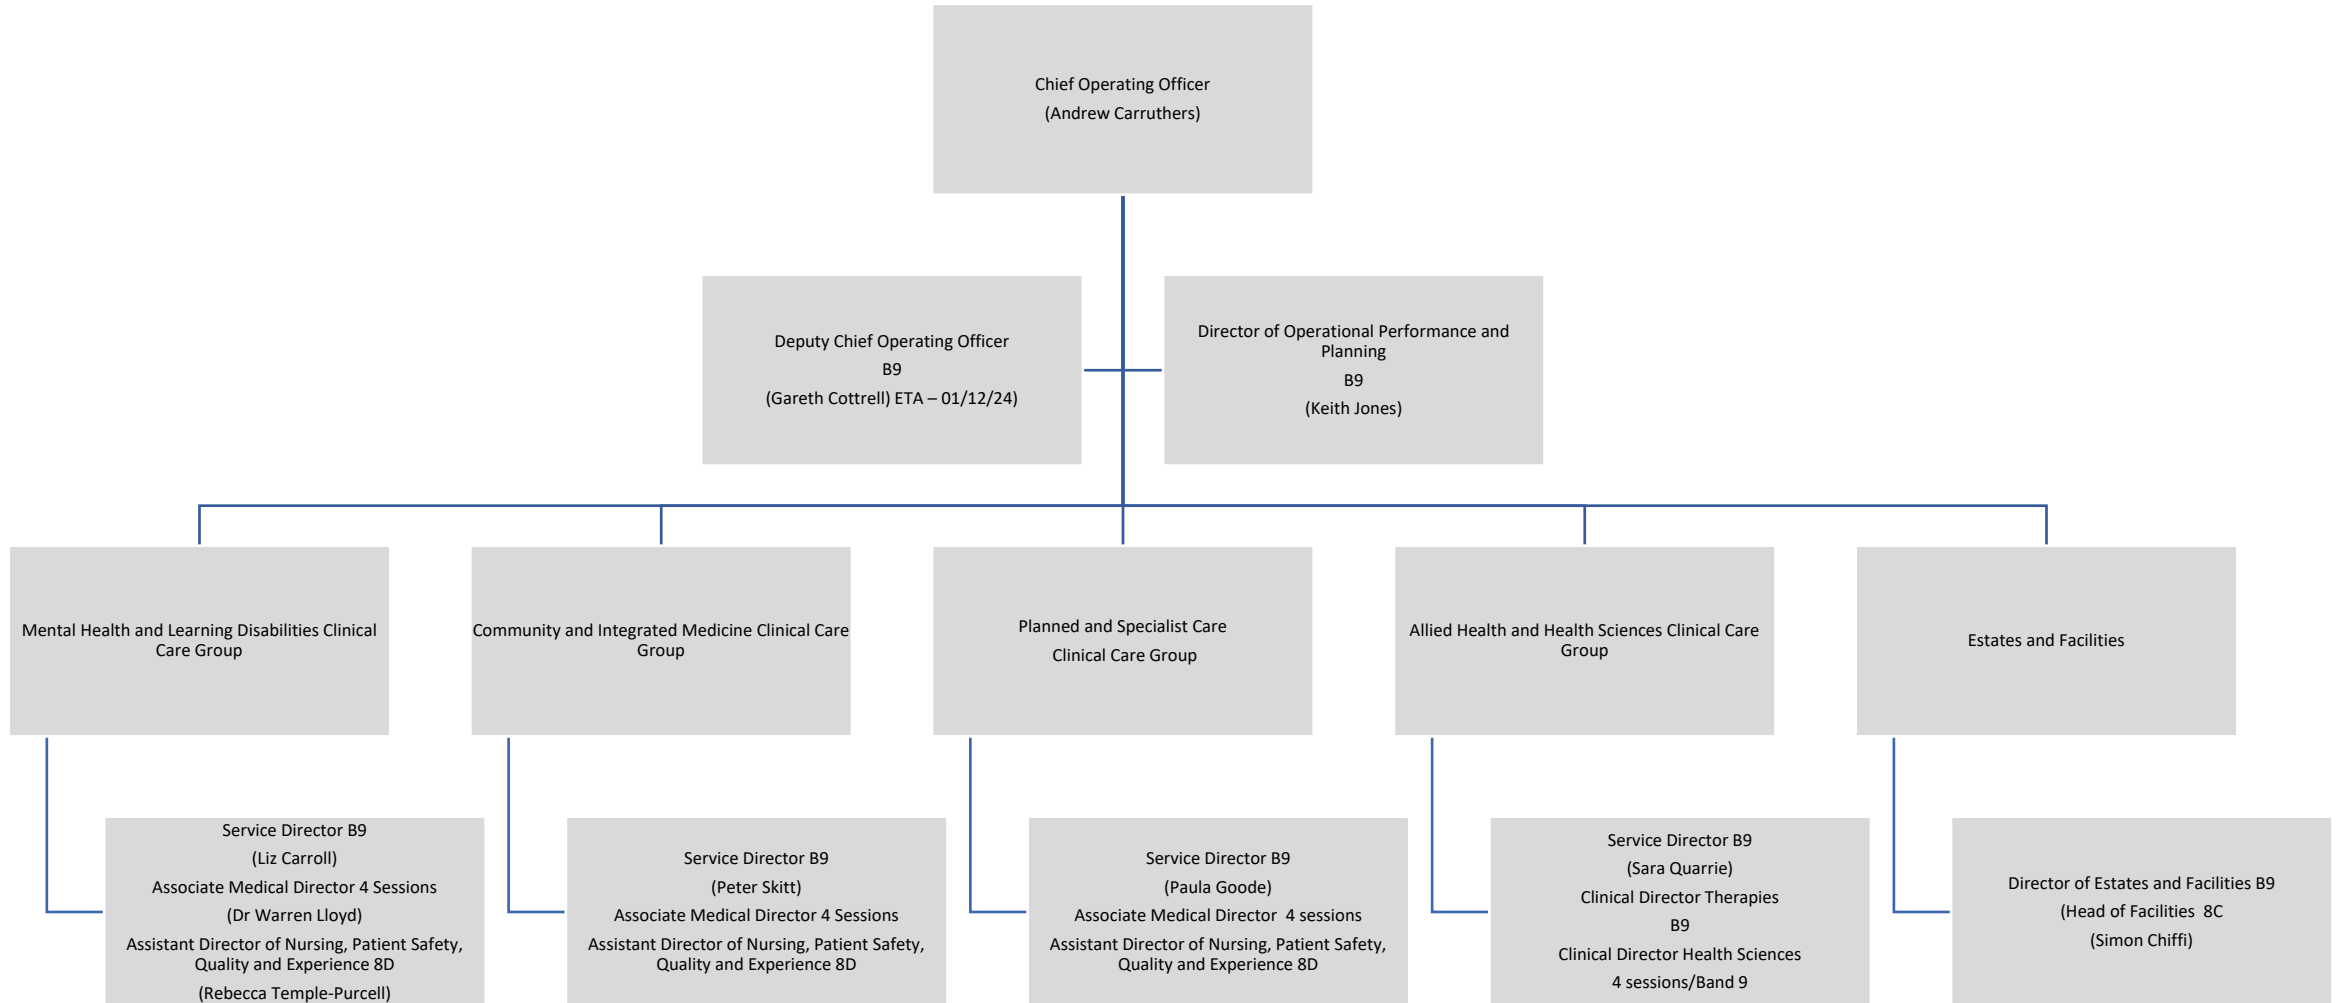 Chief Operating Officer
(Andrew Carruthers)
Deputy Chief Operating Officer
B9
(Gareth Cottrell) ETA – 01/12/24)
Director of Operational Performance and
Planning
B9
(Keith Jones)
Mental Health and Learning Disabilities Clinical
Care Group
Community and Integrated Medicine Clinical Care
Group
Planned and Specialist Care
Clinical Care Group
Allied Health and Health Sciences Clinical Care
Group
Estates and Facilities
Service Director B9
(Liz Carroll)
Associate Medical Director 4 Sessions
(Dr Warren Lloyd)
Assistant Director of Nursing, Patient Safety,
Quality and Experience 8D
(Rebecca Temple-Purcell)
Service Director B9
(Peter Skitt)
Associate Medical Director 4 Sessions
Assistant Director of Nursing, Patient Safety,
Quality and Experience 8D
Service Director B9
(Paula Goode)
Associate Medical Director 4 sessions
Assistant Director of Nursing, Patient Safety,
Quality and Experience 8D
Service Director B9
(Sara Quarrie)
Clinical Director Therapies
B9
Clinical Director Health Sciences
4 sessions/Band 9
Director of Estates and Facilities B9
(Head of Facilities 8C
(Simon Chiffi)